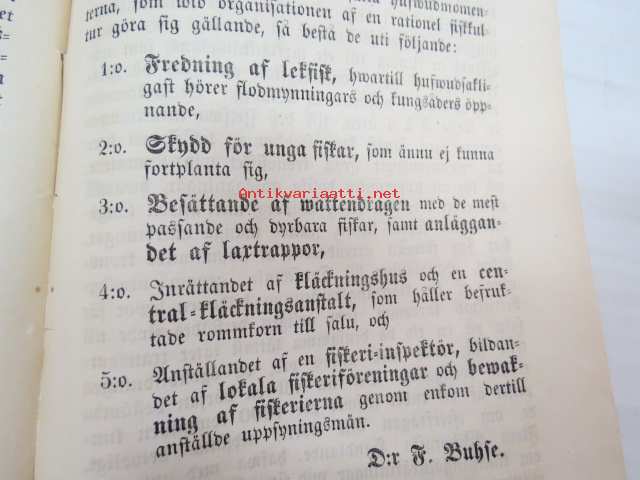 terna, som wid organisationen af en rationel fiskkul-
tur göra sig gällande, så bestå de uti följande:
1:o. Fredning af lekfisk, hwartill hufwudsakli-
gast hörer flodmynningars och kungsåders öpp-
nande,
2:o. Skydd för unga fiskar, som ännu ej kunna
fortplanta sig,
Antikvariaatti.net
3:o. Besättande af wattendragen med de mest
passande och dyrbara fiskar, samt anläggan-
det af laxtrappor,
4:o. Inrättandet af kläckningshus och en cen-
tral-kläckningsanstalt, som håller befruk-
tade rommkorn till salu, och
5:o. Anställandet af en fiskeri-inspektör, bildan-
det af lokala fiskeriföreningar och bewak-
ning af fiskerierna genom enkom dertill
anställde uppsyningsmän.
D:r F. Buhse.